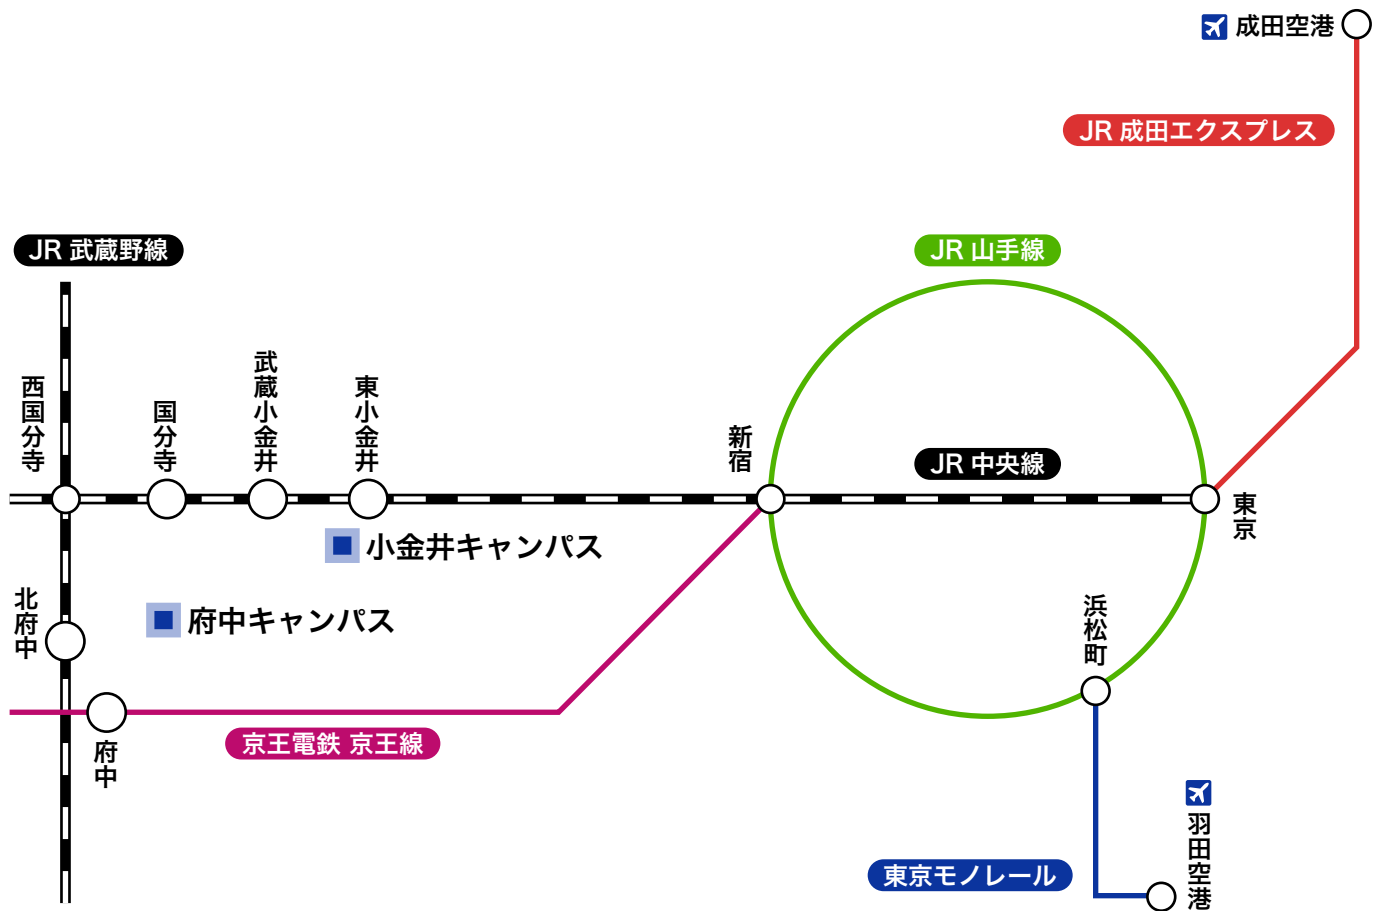 成田空港
JR 成田エクスプレス
JR 武蔵野線
JR 山手線
西国分寺
国分寺
武蔵小金井
東小金井
新宿
JR 中央線
東京
小金井キャンパス
北府中
府中キャンパス
浜松町
京王電鉄 京王線
府中
羽田空港
東京モノレール